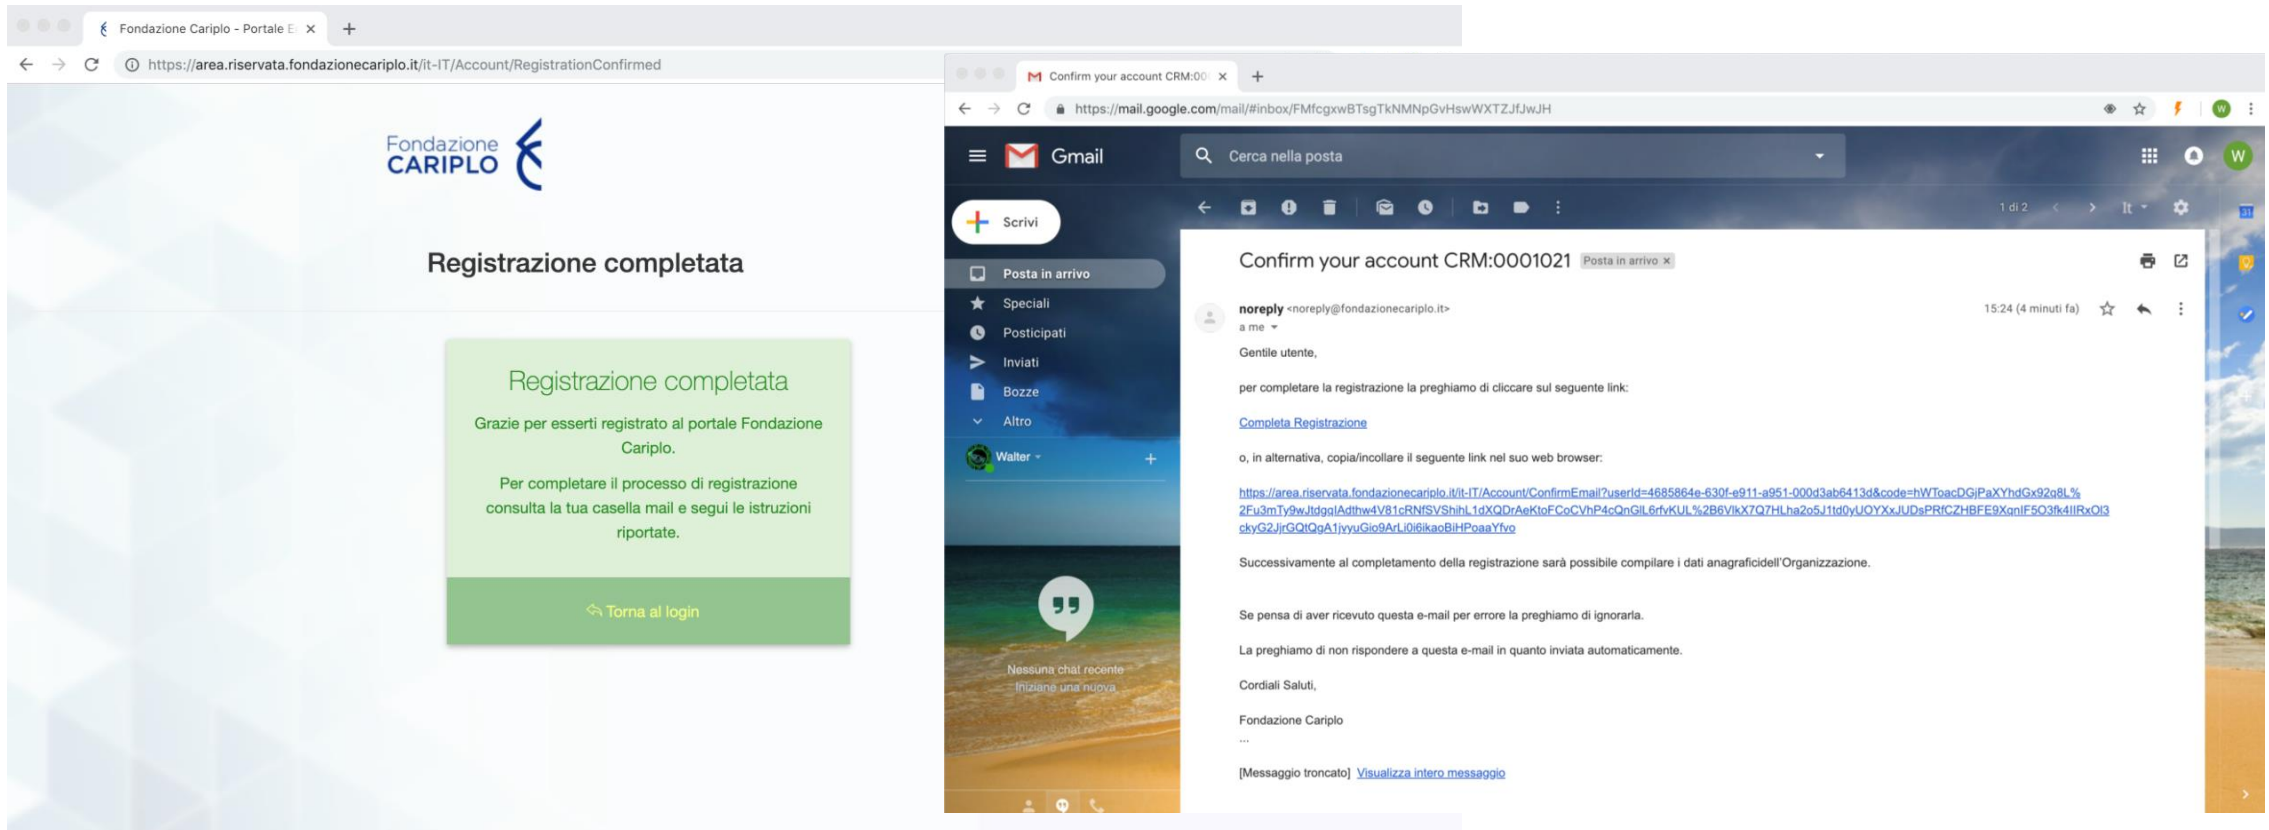 Fondazione Cariplo - Portale E
https://area.riservata.fondazionecariplo.it/it-IT/Account/RegistrationConfirmed
Fondazione
CARIPLO
Registrazione completata
Registrazione completata
Grazie per esserti registrato al portale Fondazione
Cariplo.
Per completare il processo di registrazione
consulta la tua casella mail e segui le istruzioni
riportate.
Torna al login
Confirm your account CRM:00
https://mail.google.com/mail/#inbox/FMfcgxwBTsgTkNMNpGvHswWXTZJfJwJH
W
Gmail
Cerca nella posta
W
Scrivi
1 di 2
It
31
Posta in arrivo
Speciali
Posticipati
Inviati
Bozze
Altro
Walter
Nessuna chat recente
Iniziane una nuova
Confirm your account CRM:0001021 Posta in arrivo x
noreply <noreply@fondazionecariplo.it>
15:24 (4 minuti fa)
a me
Gentile utente,
per completare la registrazione la preghiamo di cliccare sul seguente link:
Completa Registrazione
o, in alternativa, copia/incollare il seguente link nel suo web browser:
https://area.riservata.fondazionecariplo.it/it-IT/Account/ConfirmEmail?userId=4685864e-630f-e911-a951-000d3ab6413d&code=hWToacDGjPaXYhdGx92q8L%
Successivamente al completamento della registrazione sarà possibile compilare i dati anagraficidell'Organizzazione.
Se pensa di aver ricevuto questa e-mail per errore la preghiamo di ignorarla.
La preghiamo di non rispondere a questa e-mail in quanto inviata automaticamente.
Cordiali Saluti,
Fondazione Cariplo
...
[Messaggio troncato] Visualizza intero messaggio